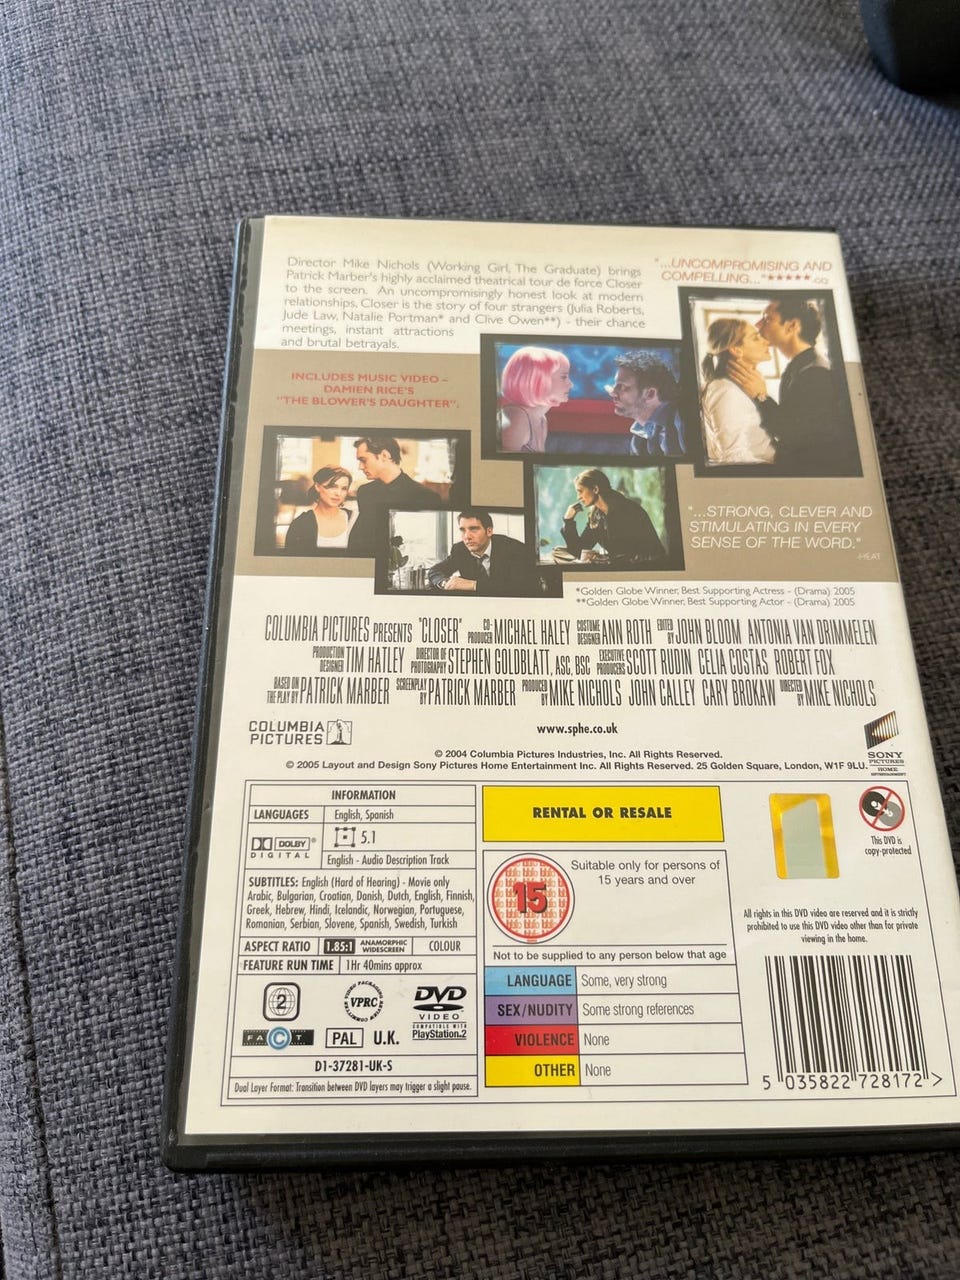 Director Mike Nichols (Working Girl, The Graduate) brings
Patrick Marber's highly acclaimed theatrical tour de force Closer
to the screen. An uncompromisingly honest look at modern
relationships, Closer is the story of four strangers (Julia Roberts,
Jude Law, Natalie Portman* and Clive Owen**) - their chance
meetings, instant attractions
and brutal betrayals.
"...UNCOMPROMISING AND
COMPELLING..." ***** GQ
INCLUDES MUSIC VIDEO –
DAMIEN RICE'S
"THE BLOWER'S DAUGHTER".
"...STRONG, CLEVER AND
STIMULATING IN EVERY
SENSE OF THE WORD."
-HEAT
*Golden Globe Winner, Best Supporting Actress - (Drama) 2005
**Golden Globe Winner, Best Supporting Actor - (Drama) 2005
COLUMBIA PICTURES PRESENTS "CLOSER" CO-PRODUCER MICHAEL HALEY COSTUME DESIGNER ANN ROTH EDITED BY JOHN BLOOM ANTONIA VAN DRIMMELEN
PRODUCTION DESIGNER TIM HATLEY DIRECTOR OF PHOTOGRAPHY STEPHEN GOLDBLATT, ASC, BSC EXECUTIVE PRODUCERS SCOTT RUDIN CELIA COSTAS ROBERT FOX
BASED ON THE PLAY BY PATRICK MARBER SCREENPLAY BY PATRICK MARBER PRODUCED BY MIKE NICHOLS JOHN CALLEY CARY BROKAW DIRECTED BY MIKE NICHOLS
COLUMBIA
PICTURES
www.sphe.co.uk
SONY
PICTURES
HOME
ENTERTAINMENT
© 2004 Columbia Pictures Industries, Inc. All Rights Reserved.
© 2005 Layout and Design Sony Pictures Home Entertainment Inc. All Rights Reserved. 25 Golden Square, London, W1F 9LU.
INFORMATION
LANGUAGES English, Spanish
DOLBY
DIGITAL
5.1
English - Audio Description Track
SUBTITLES: English (Hard of Hearing) - Movie only
Arabic, Bulgarian, Croatian, Danish, Dutch, English, Finnish,
Greek, Hebrew, Hindi, Icelandic, Norwegian, Portuguese,
Romanian, Serbian, Slovene, Spanish, Swedish, Turkish
ASPECT RATIO 1.85:1 ANAMORPHIC WIDESCREEN COLOUR
FEATURE RUN TIME 1Hr 40mins approx
2
VIDEO PACKAGING REVIEW COMMITTEE
VPRC
DVD
VIDEO
COMPATIBLE WITH
PlayStation.2
FACT
PAL U.K.
D1-37281-UK-S
Dual Layer Format: Transition between DVD layers may trigger a slight pause.
RENTAL OR RESALE
15
Suitable only for persons of
15 years and over
Not to be supplied to any person below that age
LANGUAGE Some, very strong
SEX/NUDITY Some strong references
VIOLENCE None
OTHER None
This DVD is
copy-protected
All rights in this DVD video are reserved and it is strictly
prohibited to use this DVD video other than for private
viewing in the home.
5 035822 728172 >